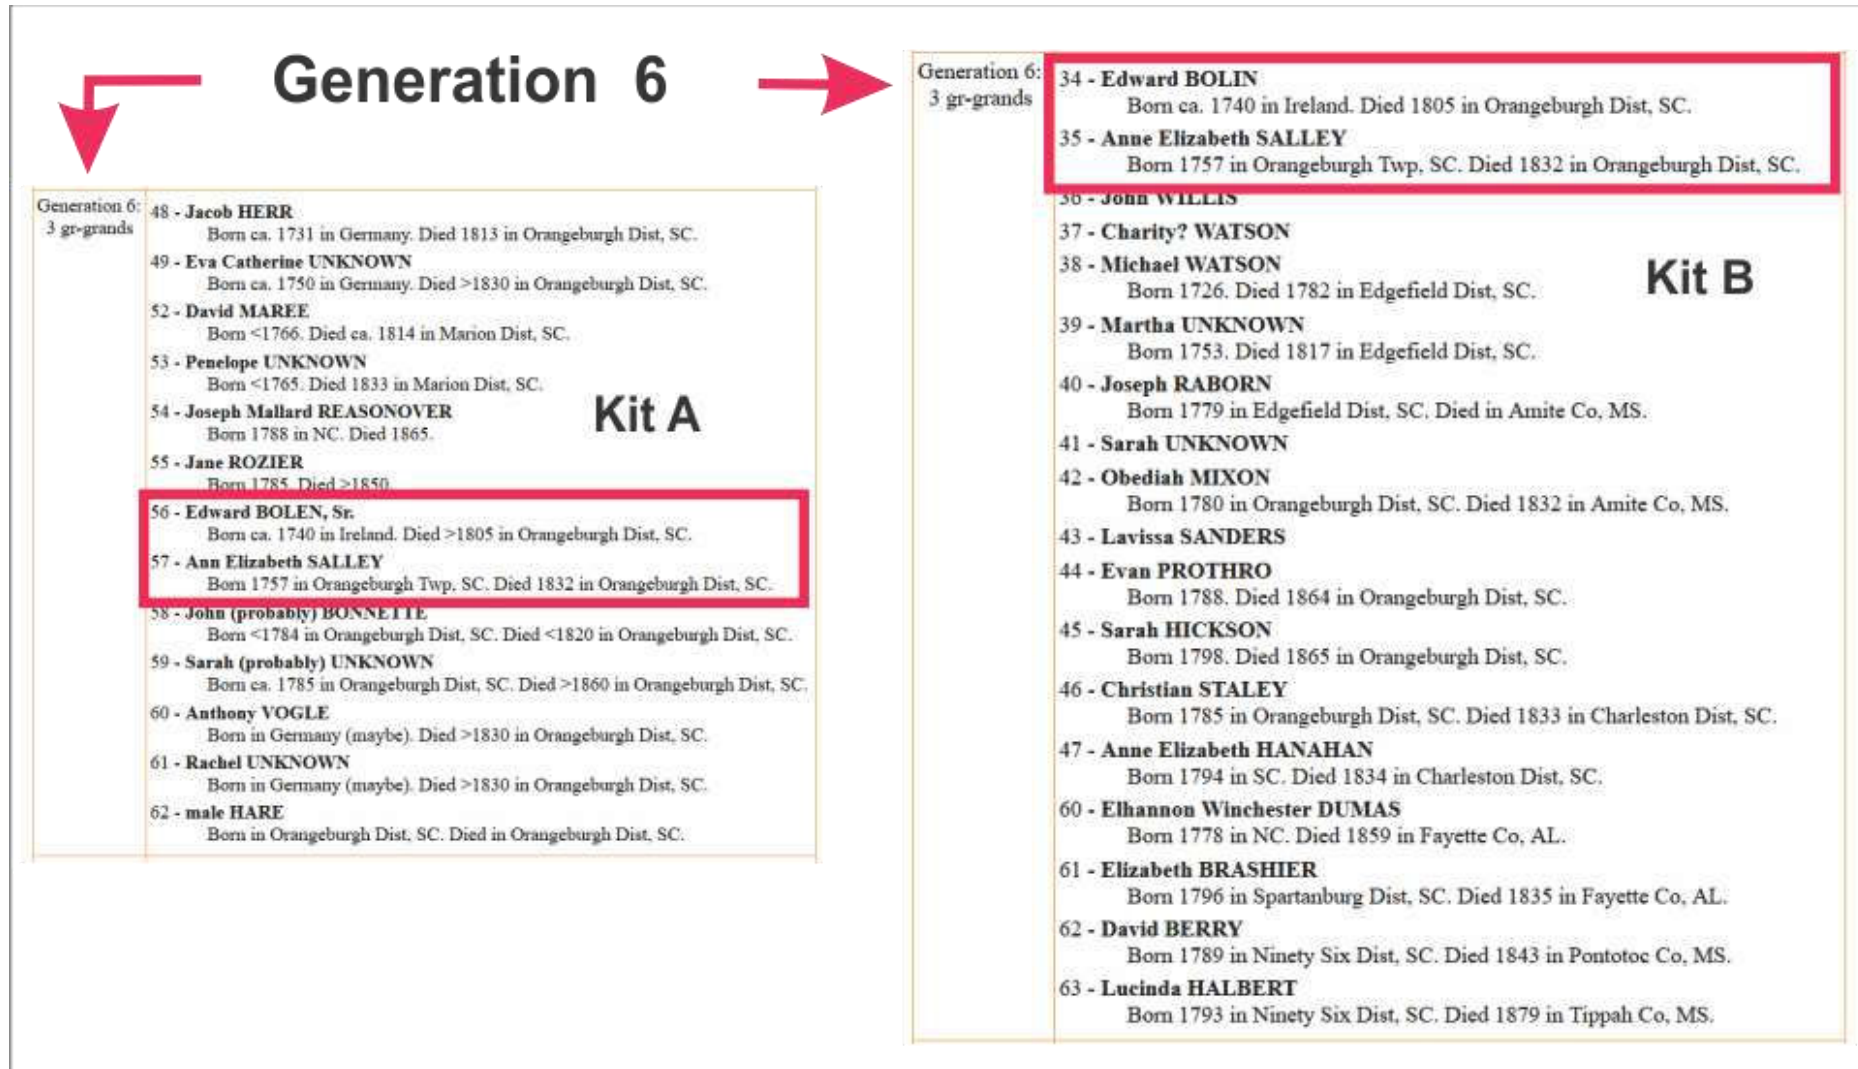 Generation 6
Generation 6:
3 gr-grands
48 - Jacob HERR
Born ca. 1731 in Germany. Died 1813 in Orangeburgh Dist, SC.
49 - Eva Catherine UNKNOWN
Born ca. 1750 in Germany. Died >1830 in Orangeburgh Dist, SC.
52 - David MAREE
Born <1766. Died ca. 1814 in Marion Dist, SC.
53 - Penelope UNKNOWN
Born <1765. Died 1833 in Marion Dist, SC.
54 - Joseph Mallard REASONOVER
Born 1788 in NC. Died 1865.
55 - Jane ROZIER
Born 1785. Died >1850.
56 - Edward BOLEN, Sr.
Born ca. 1740 in Ireland. Died >1805 in Orangeburgh Dist, SC.
57 - Ann Elizabeth SALLEY
Born 1757 in Orangeburgh Twp, SC. Died 1832 in Orangeburgh Dist, SC.
58 - John (probably) BONNETTE
Born <1784 in Orangeburgh Dist, SC. Died <1820 in Orangeburgh Dist, SC.
59 - Sarah (probably) UNKNOWN
Born ca. 1785 in Orangeburgh Dist, SC. Died >1860 in Orangeburgh Dist, SC.
60 - Anthony VOGLE
Born in Germany (maybe). Died >1830 in Orangeburgh Dist, SC.
61 - Rachel UNKNOWN
Born in Germany (maybe). Died >1830 in Orangeburgh Dist, SC.
62 - male HARE
Born in Orangeburgh Dist, SC. Died in Orangeburgh Dist, SC.
Kit A
Generation 6:
3 gr-grands
34 - Edward BOLIN
Born ca. 1740 in Ireland. Died 1805 in Orangeburgh Dist, SC.
35 - Anne Elizabeth SALLEY
Born 1757 in Orangeburgh Twp, SC. Died 1832 in Orangeburgh Dist, SC.
36 - John WILLIS
37 - Charity? WATSON
38 - Michael WATSON
Born 1726. Died 1782 in Edgefield Dist, SC.
39 - Martha UNKNOWN
Born 1753. Died 1817 in Edgefield Dist, SC.
40 - Joseph RABORN
Born 1779 in Edgefield Dist, SC. Died in Amite Co, MS.
41 - Sarah UNKNOWN
42 - Obediah MIXON
Born 1780 in Orangeburgh Dist, SC. Died 1832 in Amite Co, MS.
43 - Lavissa SANDERS
44 - Evan PROTHRO
Born 1788. Died 1864 in Orangeburgh Dist, SC.
45 - Sarah HICKSON
Born 1798. Died 1865 in Orangeburgh Dist, SC.
46 - Christian STALEY
Born 1785 in Orangeburgh Dist, SC. Died 1833 in Charleston Dist, SC.
47 - Anne Elizabeth HANAHAN
Born 1794 in SC. Died 1834 in Charleston Dist, SC.
60 - Elhannon Winchester DUMAS
Born 1778 in NC. Died 1859 in Fayette Co, AL.
61 - Elizabeth BRASHIER
Born 1796 in Spartanburg Dist, SC. Died 1835 in Fayette Co, AL.
62 - David BERRY
Born 1789 in Ninety Six Dist, SC. Died 1843 in Pontotoc Co, MS.
63 - Lucinda HALBERT
Born 1793 in Ninety Six Dist, SC. Died 1879 in Tippah Co, MS.
Kit B